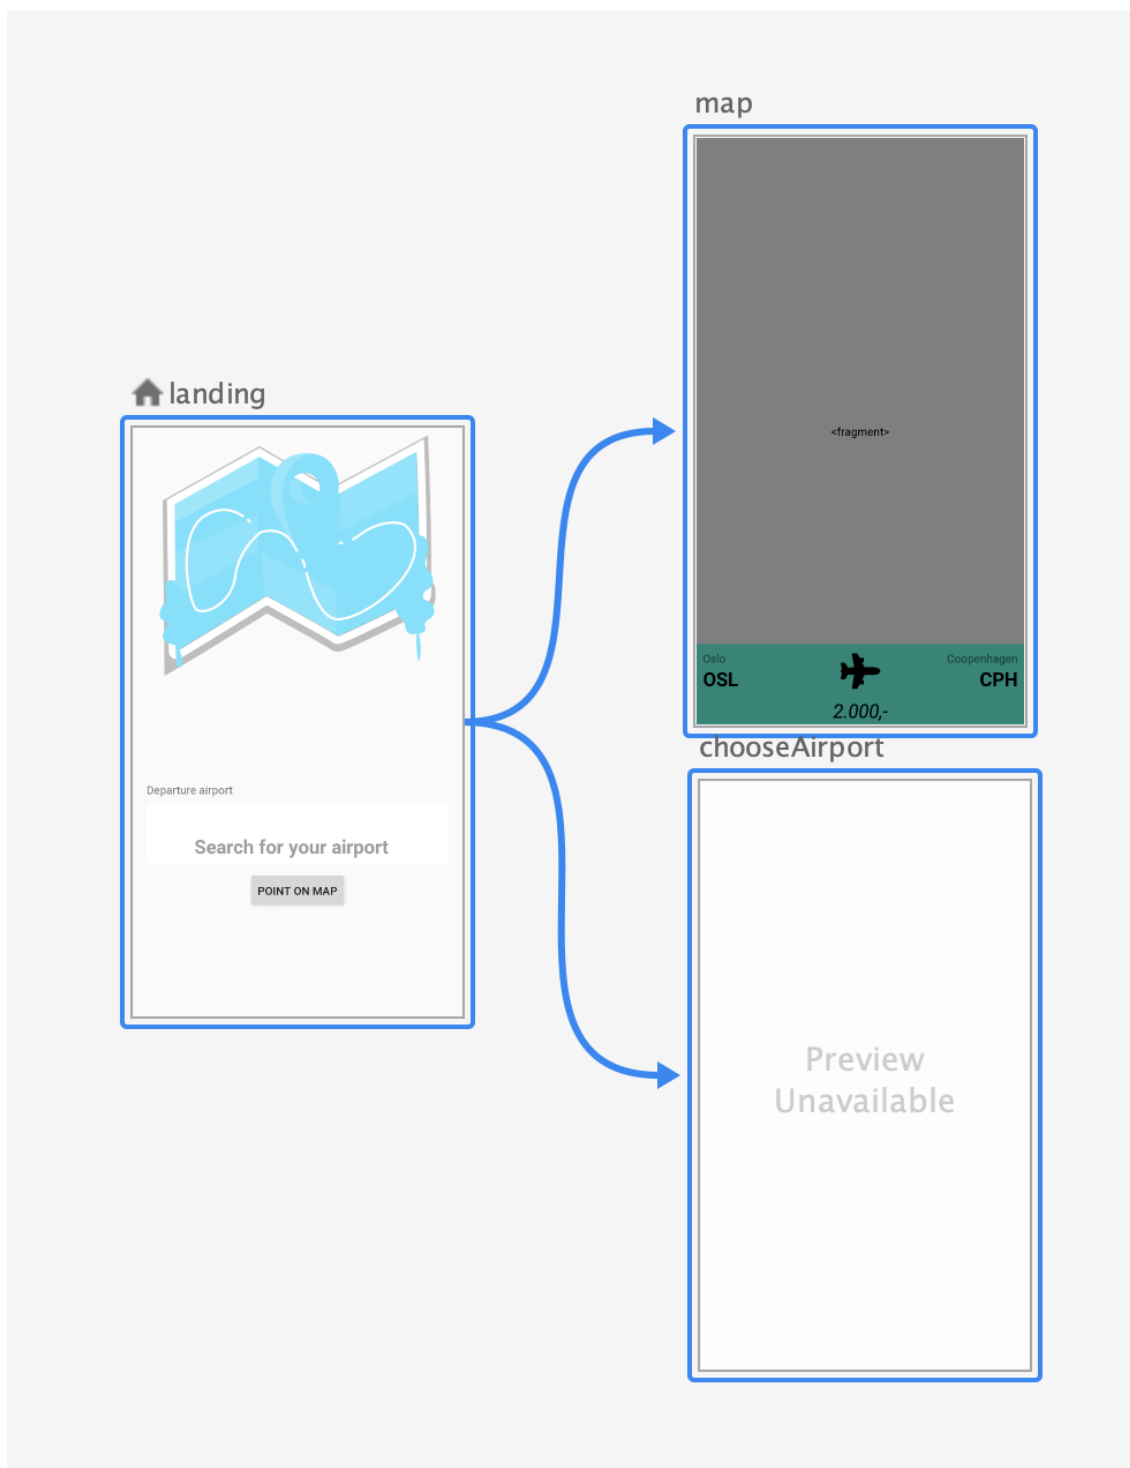 map
<fragment>
Oslo
Coopenhagen
OSL
CPH
2.000,-
landing
Departure airport
Search for your airport
POINT ON MAP
chooseAirport
Preview
Unavailable